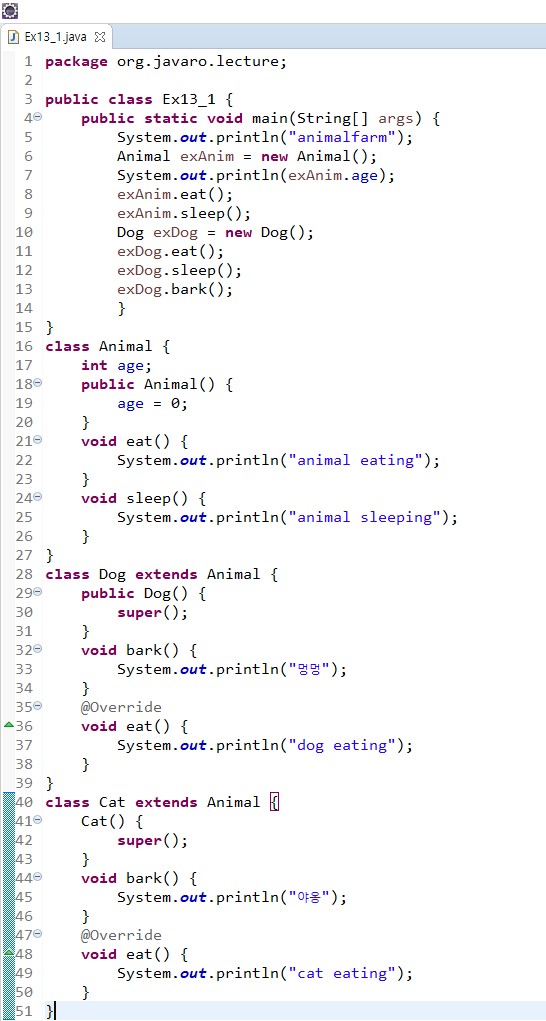 Ex13_1.java
1 package org.javaro.lecture;
2
3 public class Ex13_1 {
4 public static void main(String[] args) {
5 System.out.println("animalfarm");
6 Animal exAnim = new Animal();
7 System.out.println(exAnim.age);
8 exAnim.eat();
9 exAnim.sleep();
10 Dog exDog = new Dog();
11 exDog.eat();
12 exDog.sleep();
13 exDog.bark();
14 }
15 }
16 class Animal {
17 int age;
18 public Animal() {
19 age = 0;
20 }
21 void eat() {
22 System.out.println("animal eating");
23 }
24 void sleep() {
25 System.out.println("animal sleeping");
26 }
27 }
28 class Dog extends Animal {
29 public Dog() {
30 super();
31 }
32 void bark() {
33 System.out.println("멍멍");
34 }
35 @Override
36 void eat() {
37 System.out.println("dog eating");
38 }
39 }
40 class Cat extends Animal {
41 Cat() {
42 super();
43 }
44 void bark() {
45 System.out.println("야옹");
46 }
47 @Override
48 void eat() {
49 System.out.println("cat eating");
50 }
51 }